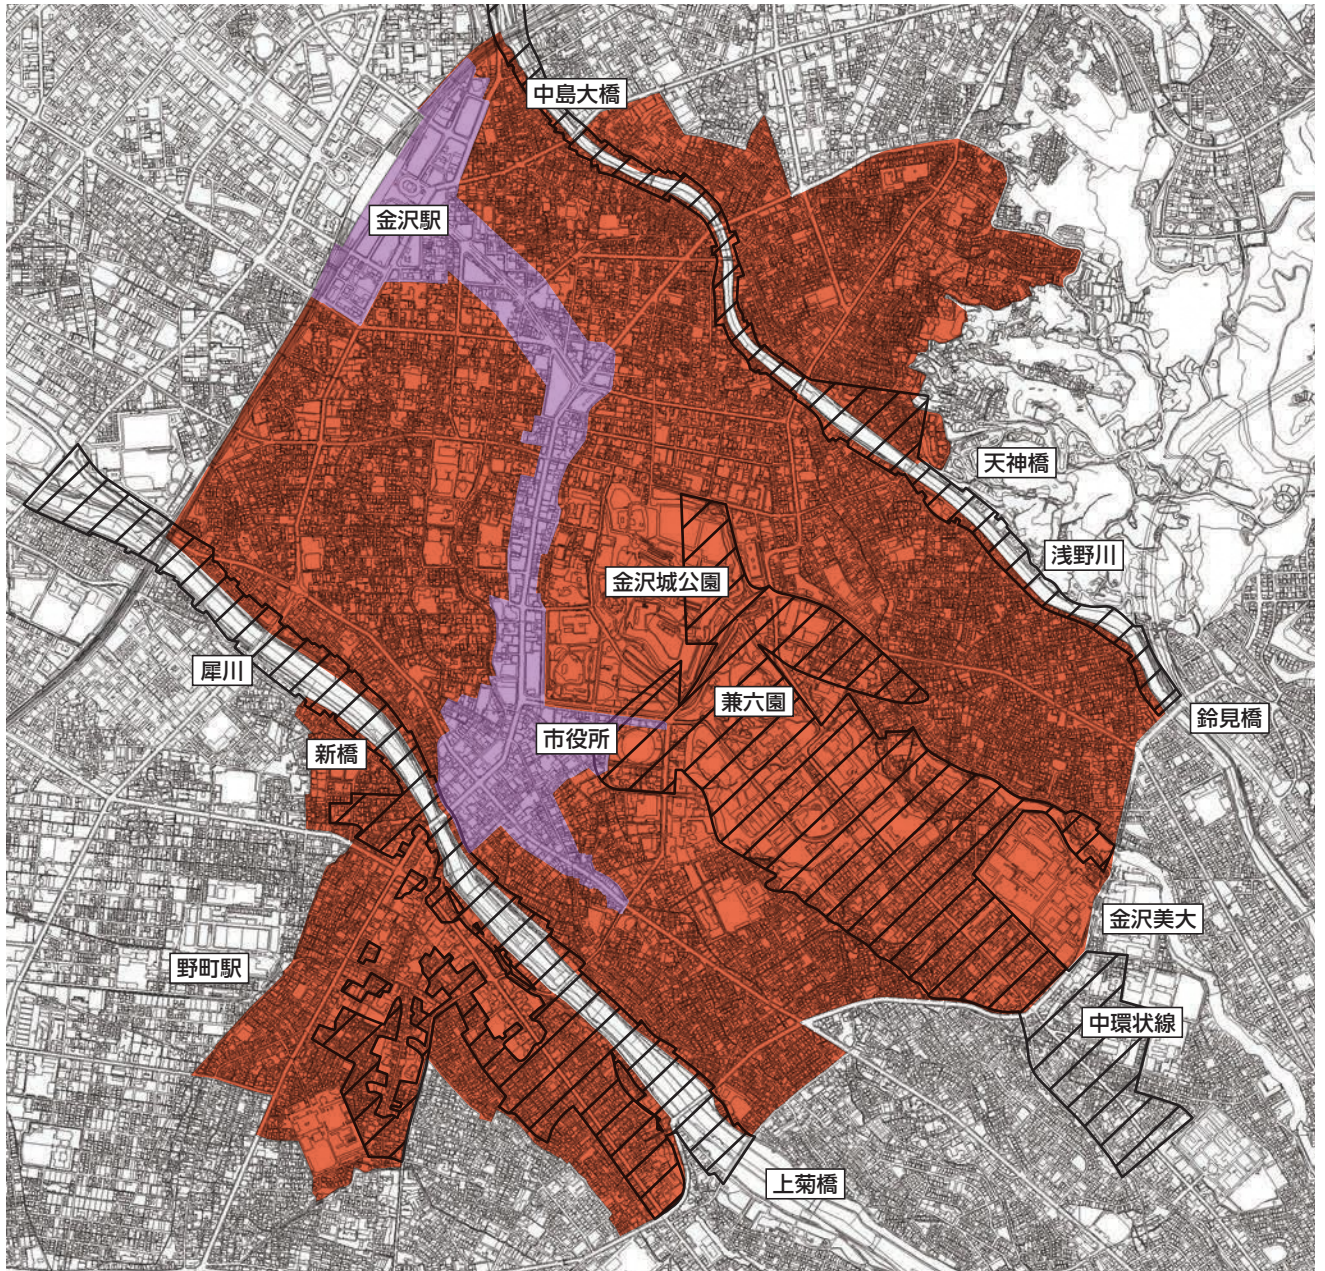 中島大橋
金沢駅
天神橋
浅野川
金沢城公園
犀川
兼六園
鈴見橋
市役所
新橋
金沢美大
野町駅
中環状線
上菊橋